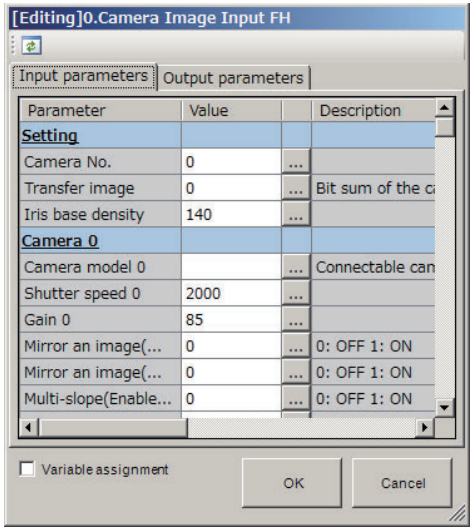 [Editing]0.Camera Image Input FH
Input parameters Output parameters
Parameter Value Description
Setting
Camera No. 0 ...
Transfer image 0 ... Bit sum of the ca
Iris base density 140 ...
Camera 0
Camera model 0 ... Connectable cam
Shutter speed 0 2000 ...
Gain 0 85 ...
Mirror an image(... 0 ... 0: OFF 1: ON
Mirror an image(... 0 ... 0: OFF 1: ON
Multi-slope(Enable... 0 ... 0: OFF 1: ON
Variable assignment
OK Cancel